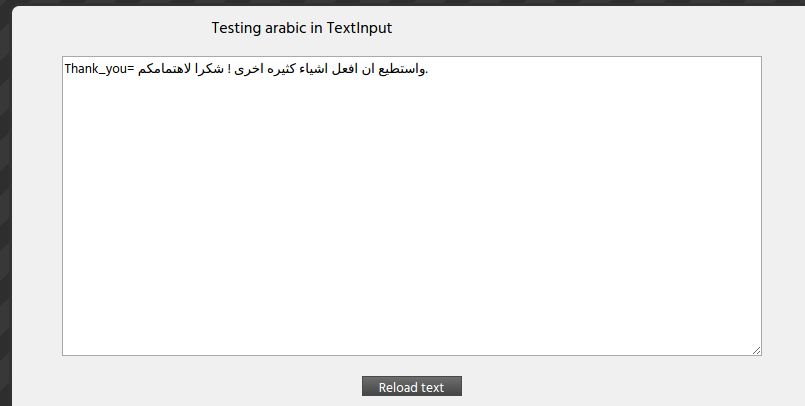 Testing arabic in TextInput
Thank_you= واستطيع ان افعل اشياء كثيره اخرى ! شكرا لاهتمامكم.
Reload text